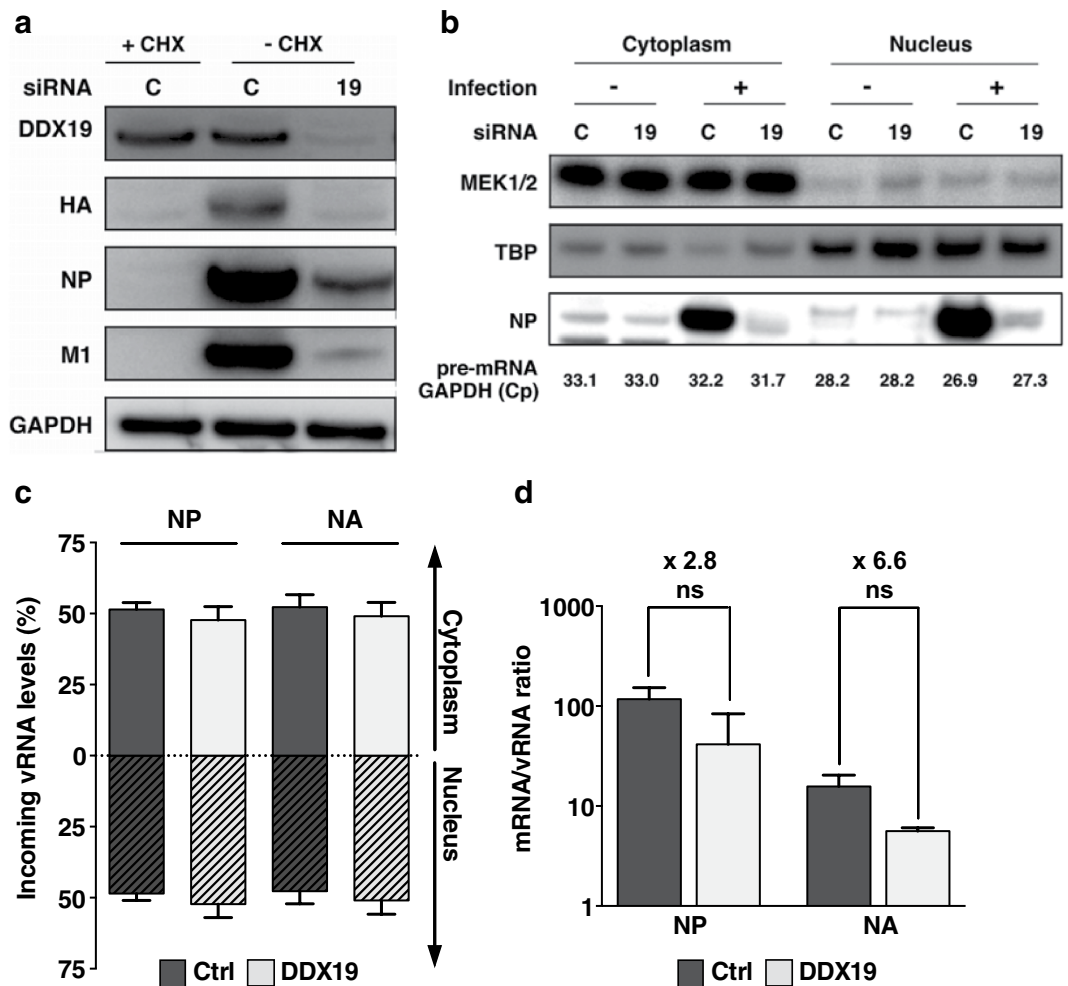 a
+ CHX - CHX
siRNA C C 19
DDX19
HA
NP
M1
GAPDH
b
Cytoplasm Nucleus
Infection - + - +
siRNA C 19 C 19 C 19 C 19
MEK1/2
TBP
NP
pre-mRNA
GAPDH (Cp) 33.1 33.0 32.2 31.7 28.2 28.2 26.9 27.3
c
NP NA
Incoming vRNA levels (%)
75
50
25
0
25
50
75
Cytoplasm
Nucleus
Ctrl DDX19
d
x 2.8 x 6.6
ns ns
mRNA/vRNA ratio
1000
100
10
1
NP NA
Ctrl DDX19